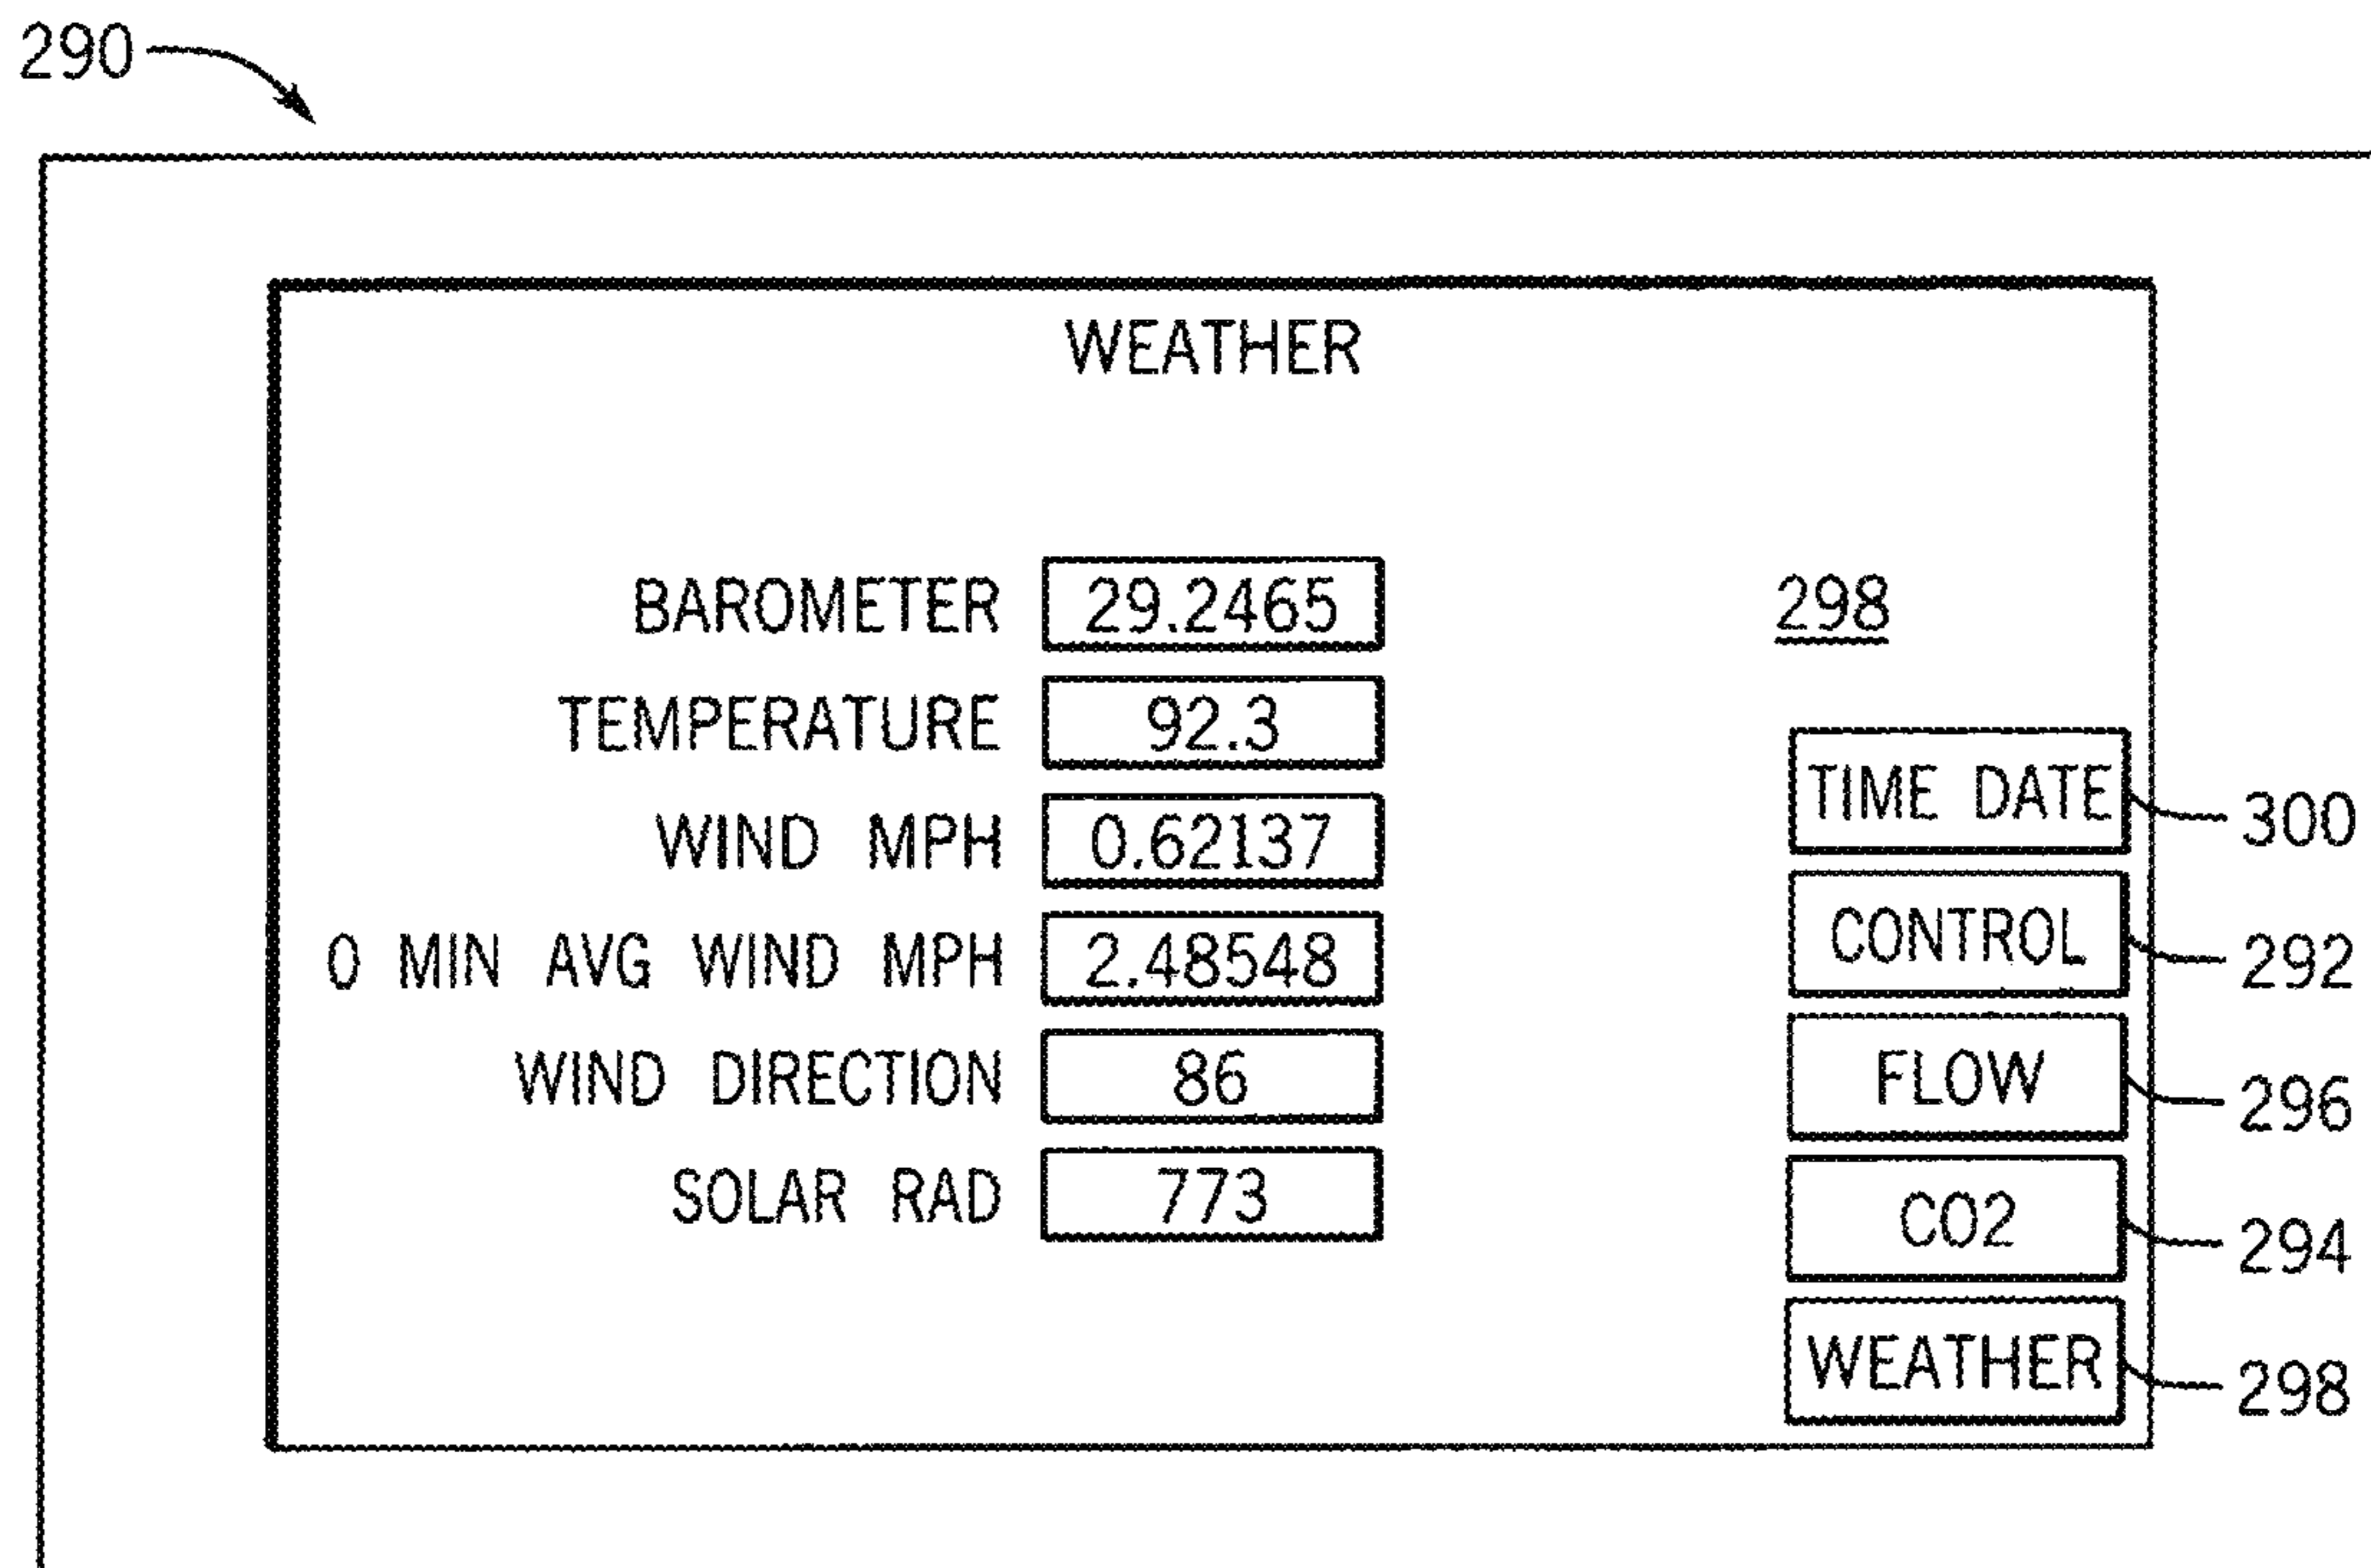 290
WEATHER
BAROMETER 29.2465
298
TEMPERATURE 92.3
TIME DATE 300
WIND MPH 0.62137
CONTROL 292
0 MIN AVG WIND MPH 2.48548
FLOW 296
WIND DIRECTION 86
CO2 294
SOLAR RAD 773
WEATHER 298